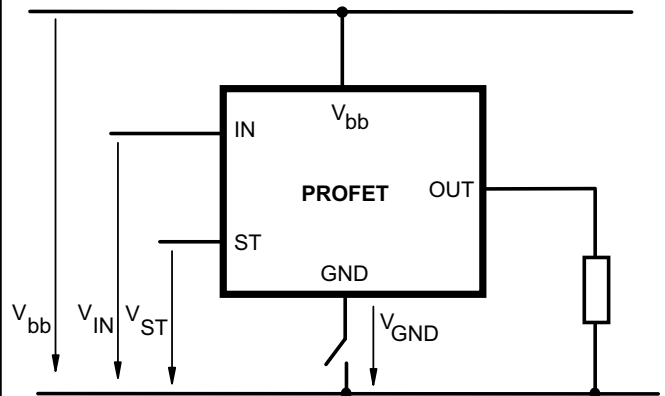 Vbb
IN
PROFET
OUT
ST
GND
Vbb
VIN
VST
VGND